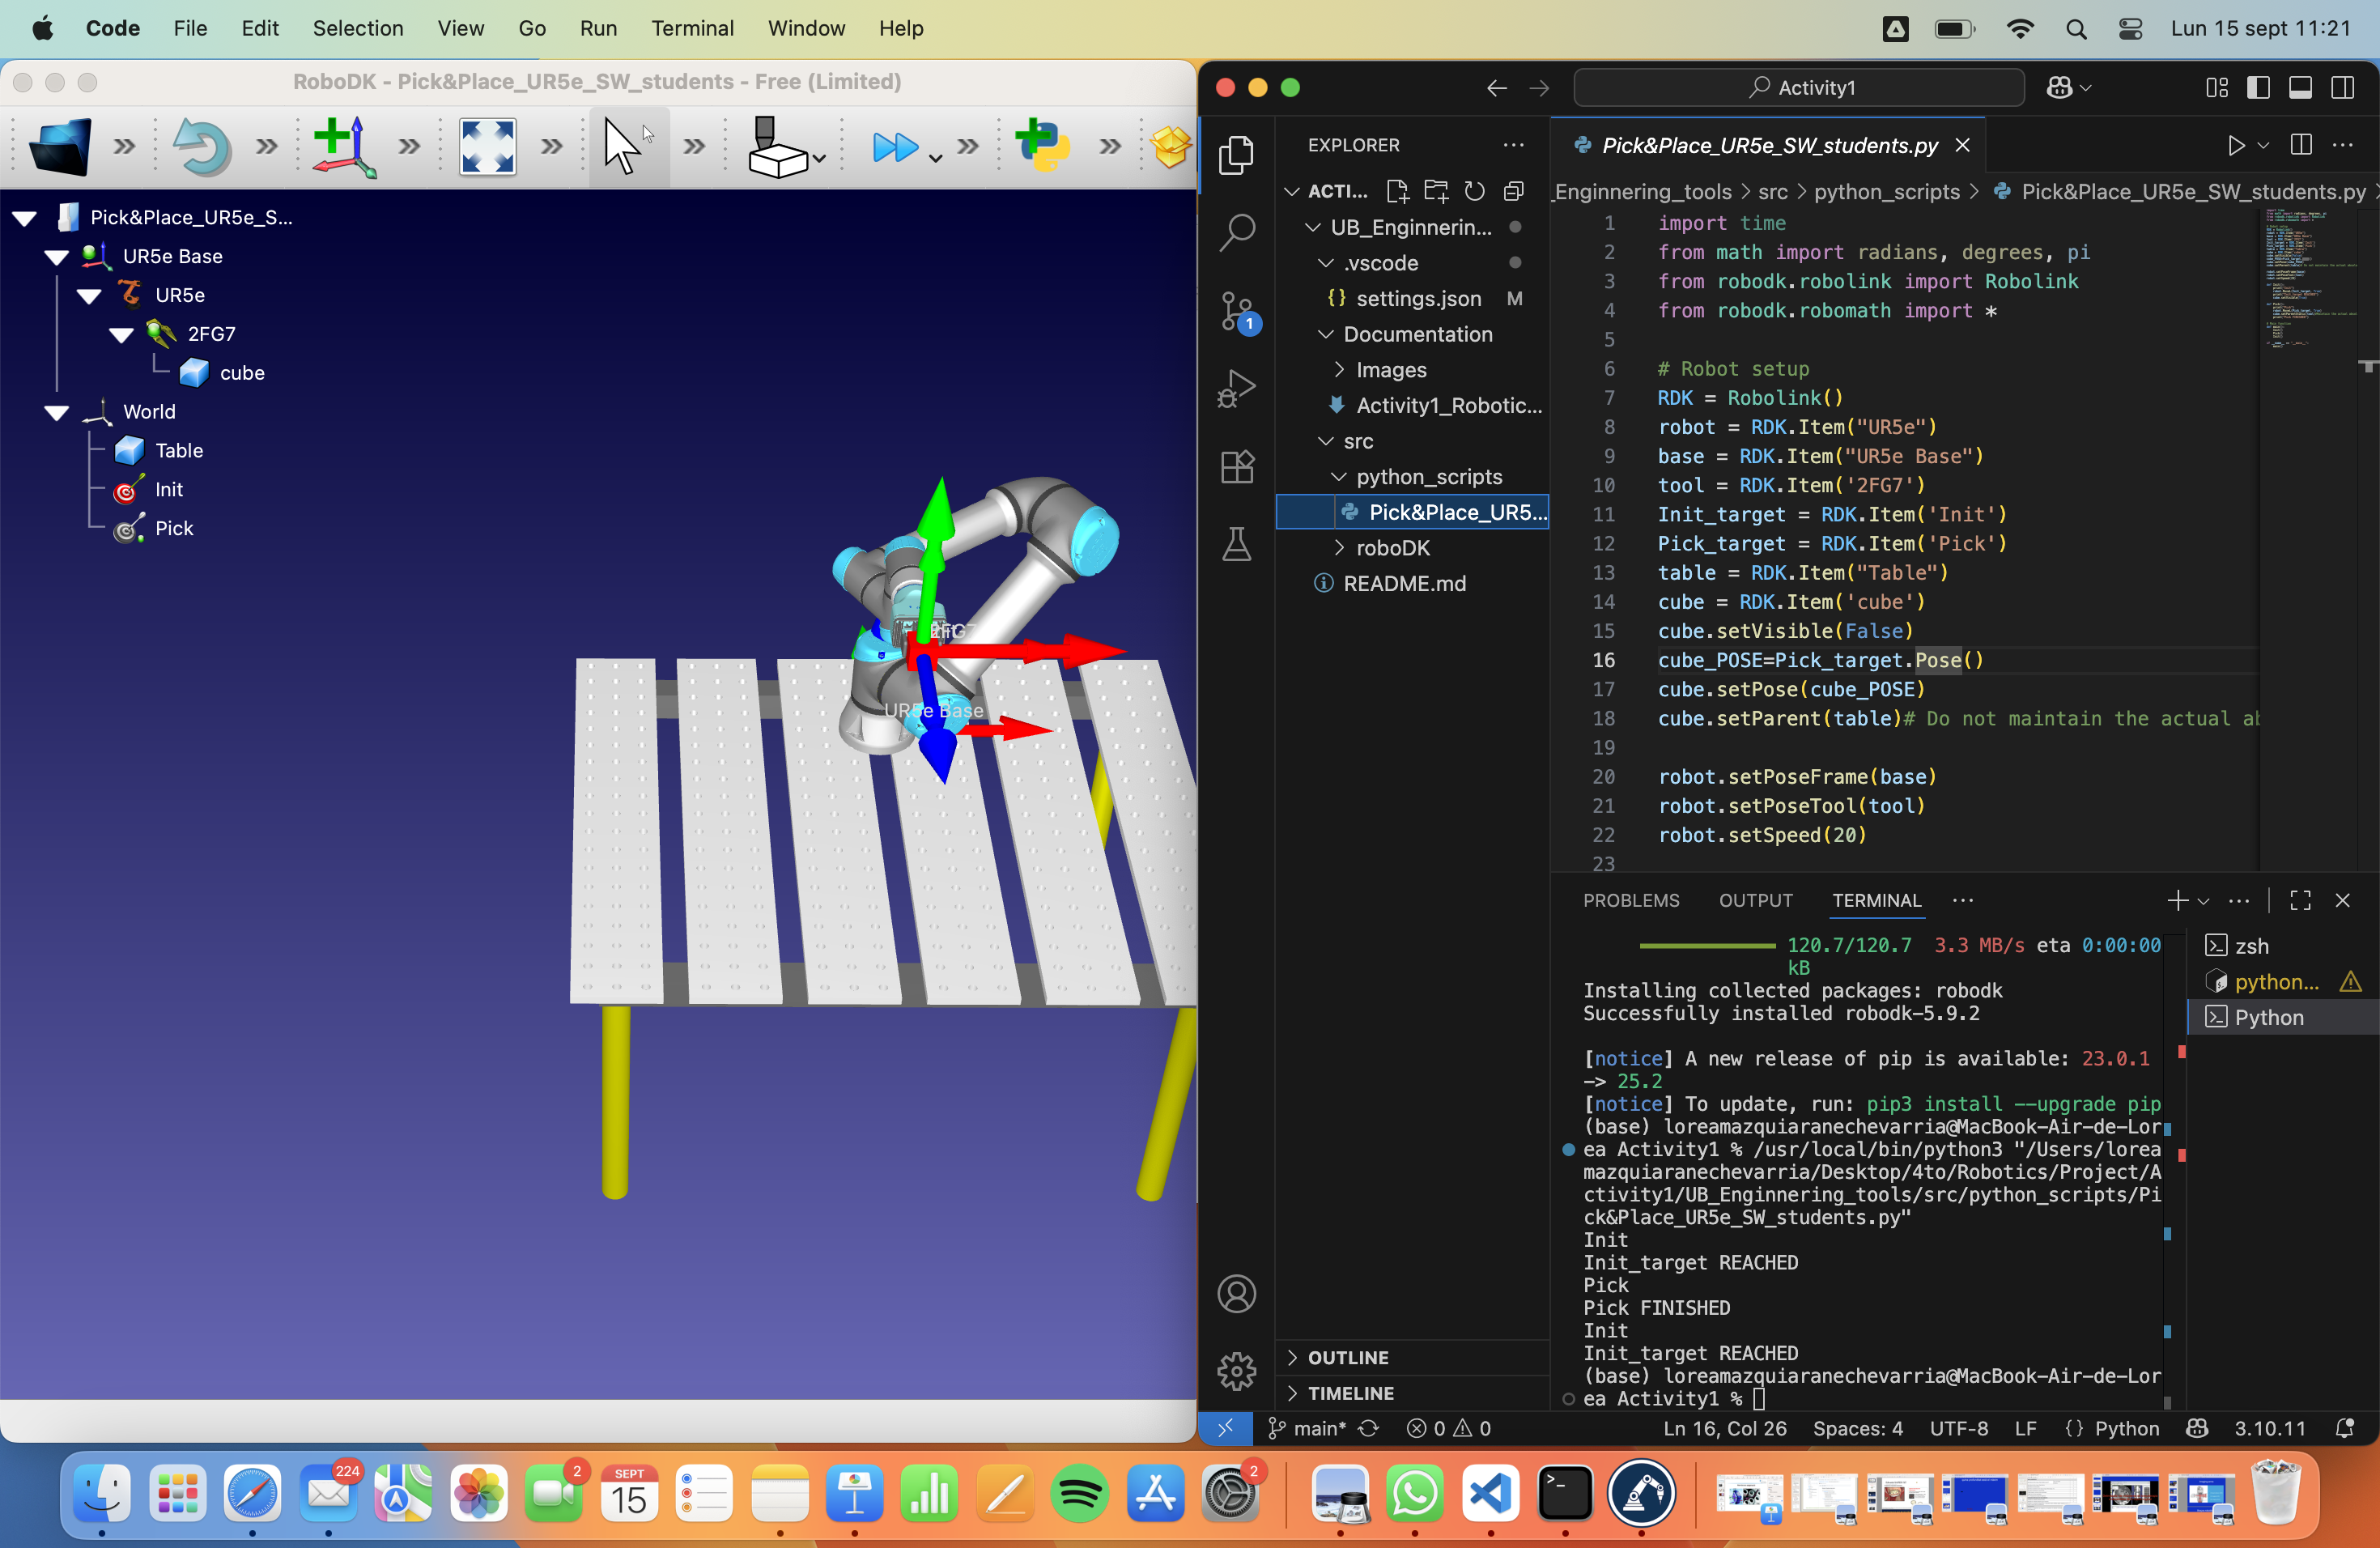 Code File Edit Selection View Go Run Terminal Window Help
Lun 15 sept 11:21
RoboDK - Pick&Place_UR5e_SW_students - Free (Limited)
Pick&Place_UR5e_S...
UR5e Base
UR5e
2FG7
cube
World
Table
Init
Pick
2FG7
UR5e Base
Activity1
EXPLORER
ACTI...
UB_Enginnerin...
.vscode
{} settings.json M
Documentation
Images
Activity1_Robotic...
src
python_scripts
Pick&Place_UR5...
roboDK
README.md
OUTLINE
TIMELINE
1
Pick&Place_UR5e_SW_students.py
_Enginnering_tools > src > python_scripts > Pick&Place_UR5e_SW_students.py >
1 import time
2 from math import radians, degrees, pi
3 from robodk.robolink import Robolink
4 from robodk.robomath import *
5
6 # Robot setup
7 RDK = Robolink()
8 robot = RDK.Item("UR5e")
9 base = RDK.Item("UR5e Base")
10 tool = RDK.Item('2FG7')
11 Init_target = RDK.Item('Init')
12 Pick_target = RDK.Item('Pick')
13 table = RDK.Item("Table")
14 cube = RDK.Item('cube')
15 cube.setVisible(False)
16 cube_POSE=Pick_target.Pose()
17 cube.setPose(cube_POSE)
18 cube.setParent(table)# Do not maintain the actual ab
19
20 robot.setPoseFrame(base)
21 robot.setPoseTool(tool)
22 robot.setSpeed(20)
23
PROBLEMS OUTPUT TERMINAL
120.7/120.7 3.3 MB/s eta 0:00:00
kB
Installing collected packages: robodk
Successfully installed robodk-5.9.2
[notice] A new release of pip is available: 23.0.1
-> 25.2
[notice] To update, run: pip3 install --upgrade pip
(base) loreamazquiaranechevarria@MacBook-Air-de-Lor
ea Activity1 % /usr/local/bin/python3 "/Users/lorea
mazquiaranechevarria/Desktop/4to/Robotics/Project/A
ctivity1/UB_Enginnering_tools/src/python_scripts/Pi
ck&Place_UR5e_SW_students.py"
Init
Init_target REACHED
Pick
Pick FINISHED
Init
Init_target REACHED
(base) loreamazquiaranechevarria@MacBook-Air-de-Lor
ea Activity1 %
zsh
python...
Python
main* 0 0 Ln 16, Col 26 Spaces: 4 UTF-8 LF {} Python 3.10.11
224
2
SEPT
15
2